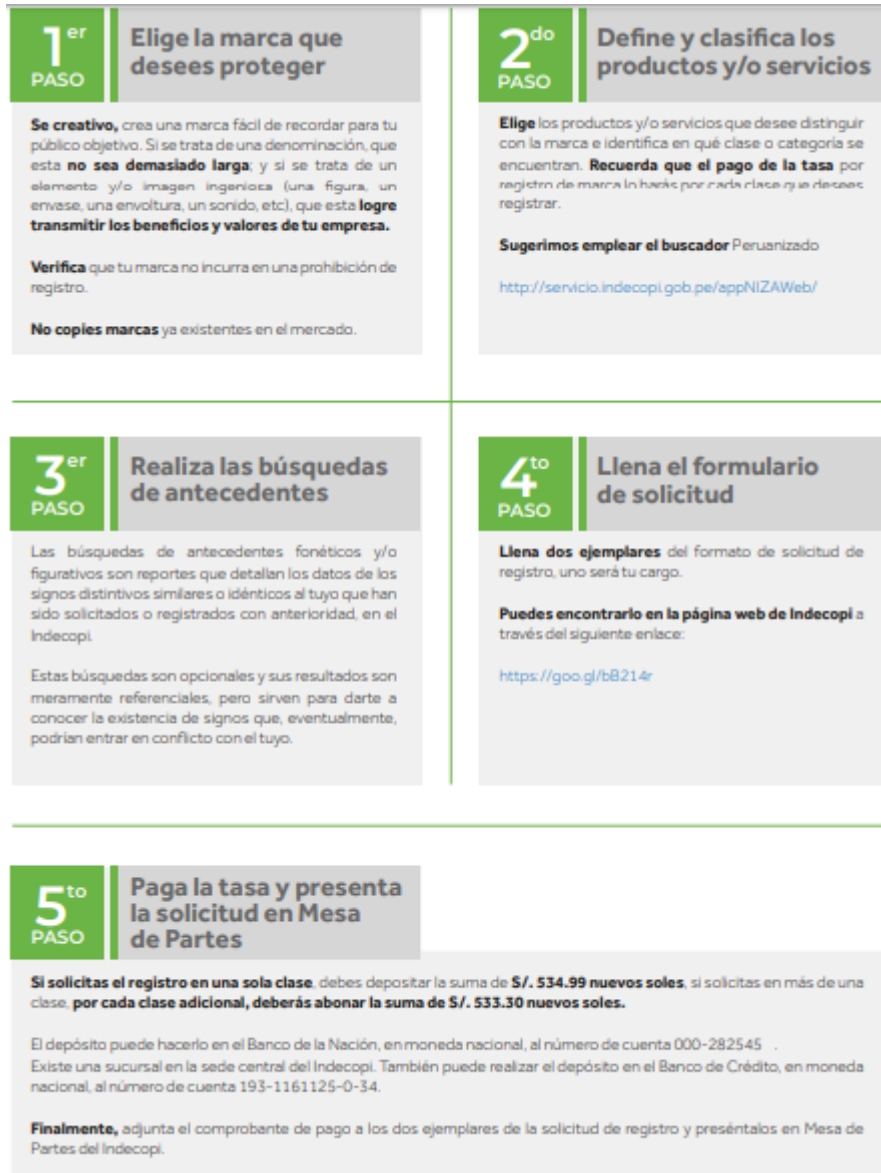 1er
PASO
Elige la marca que
desees proteger
Se creativo, crea una marca fácil de recordar para tu
público objetivo. Si se trata de una denominación, que
esta no sea demasiado larga; y si se trata de un
elemento y/o imagen ingeniosa (una figura, un
envase, una envoltura, un sonido, etc), que esta logre
transmitir los beneficios y valores de tu empresa.
Verifica que tu marca no incurra en una prohibición de
registro.
No copies marcas ya existentes en el mercado.
2do
PASO
Define y clasifica los
productos y/o servicios
Elige los productos y/o servicios que desee distinguir
con la marca e identifica en qué clase o categoría se
encuentran. Recuerda que el pago de la tasa por
registro de marca lo harás por cada clase que desees
registrar.
Sugerimos emplear el buscador Peruanizado
http://servicio.indecopi.gob.pe/appNIZAWeb/
3er
PASO
Realiza las búsquedas
de antecedentes
Las búsquedas de antecedentes fonéticos y/o
figurativos son reportes que detallan los datos de los
signos distintivos similares o idénticos al tuyo que han
sido solicitados o registrados con anterioridad, en el
Indecopi.
Estas búsquedas son opcionales y sus resultados son
meramente referenciales, pero sirven para darte a
conocer la existencia de signos que, eventualmente,
podrían entrar en conflicto con el tuyo.
4to
PASO
Llena el formulario
de solicitud
Llena dos ejemplares del formato de solicitud de
registro, uno será tu cargo.
Puedes encontrarlo en la página web de Indecopi a
través del siguiente enlace:
https://goo.gl/bB214r
5to
PASO
Paga la tasa y presenta
la solicitud en Mesa
de Partes
Si solicitas el registro en una sola clase, debes depositar la suma de S/. 534.99 nuevos soles, si solicitas en más de una
clase, por cada clase adicional, deberás abonar la suma de S/. 533.30 nuevos soles.
El depósito puede hacerlo en el Banco de la Nación, en moneda nacional, al número de cuenta 000-282545 .
Existe una sucursal en la sede central del Indecopi. También puede realizar el depósito en el Banco de Crédito, en moneda
nacional, al número de cuenta 193-1161125-0-34.
Finalmente, adjunta el comprobante de pago a los dos ejemplares de la solicitud de registro y preséntalos en Mesa de
Partes del Indecopi.